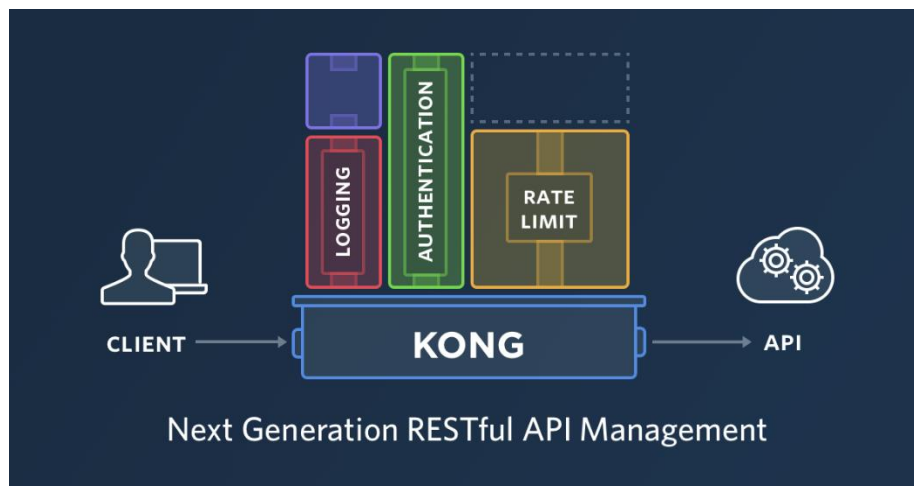 LOGGING
AUTHENTICATION
RATE
LIMIT
CLIENT
KONG
API
Next Generation RESTful API Management